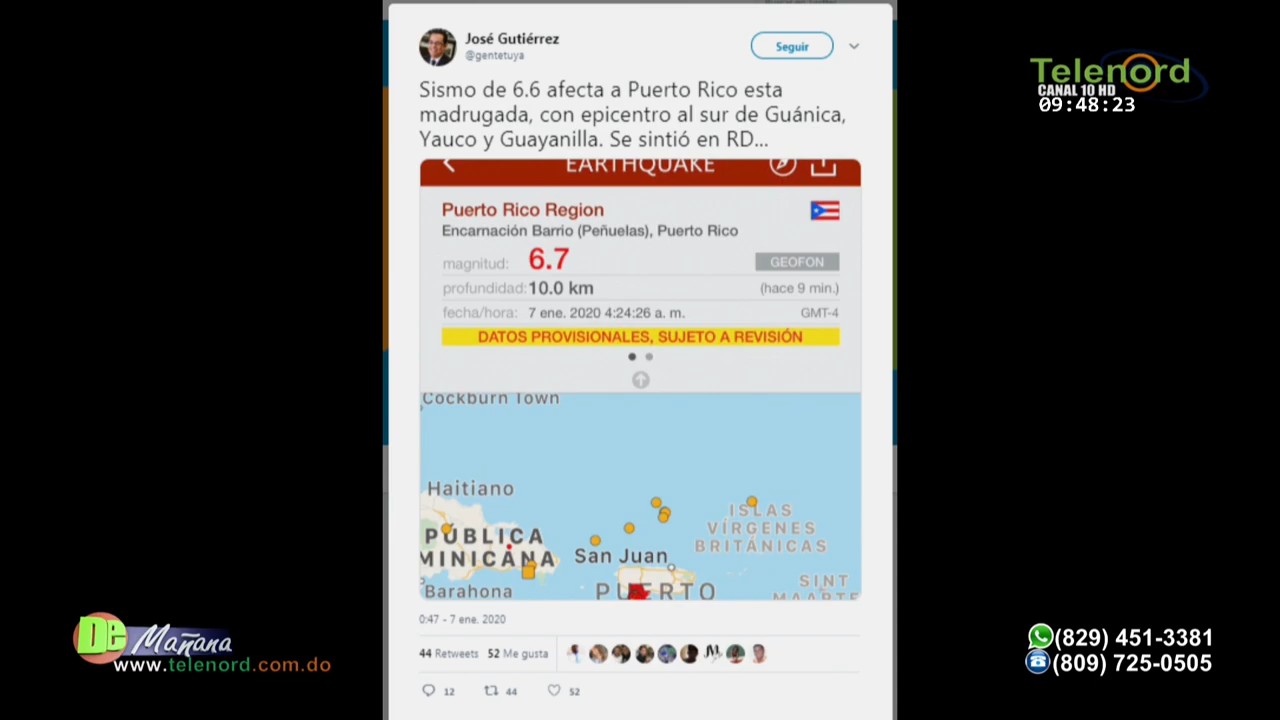 José Gutiérrez
@gentetuya
Seguir
Sismo de 6.6 afecta a Puerto Rico esta
madrugada, con epicentro al sur de Guánica,
Yauco y Guayanilla. Se sintió en RD...
EARTHQUAKE
Puerto Rico Region
Encarnación Barrio (Peñuelas), Puerto Rico
magnitud: 6.7
GEOFON
profundidad: 10.0 km
(hace 9 min.)
fecha/hora: 7 ene. 2020 4:24:26 a. m.
GMT-4
DATOS PROVISIONALES, SUJETO A REVISIÓN
Cockburn Town
Haitiano
PÚBLICA
MINICANA
Barahona
San Juan
PUERTO
ISLAS
VÍRGENES
BRITÁNICAS
SINT
MAARTE
0:47 - 7 ene. 2020
44 Retweets 52 Me gusta
12 44 52
Telenord
CANAL 10 HD
09:48:23
De Mañana
www.telenord.com.do
(829) 451-3381
(809) 725-0505